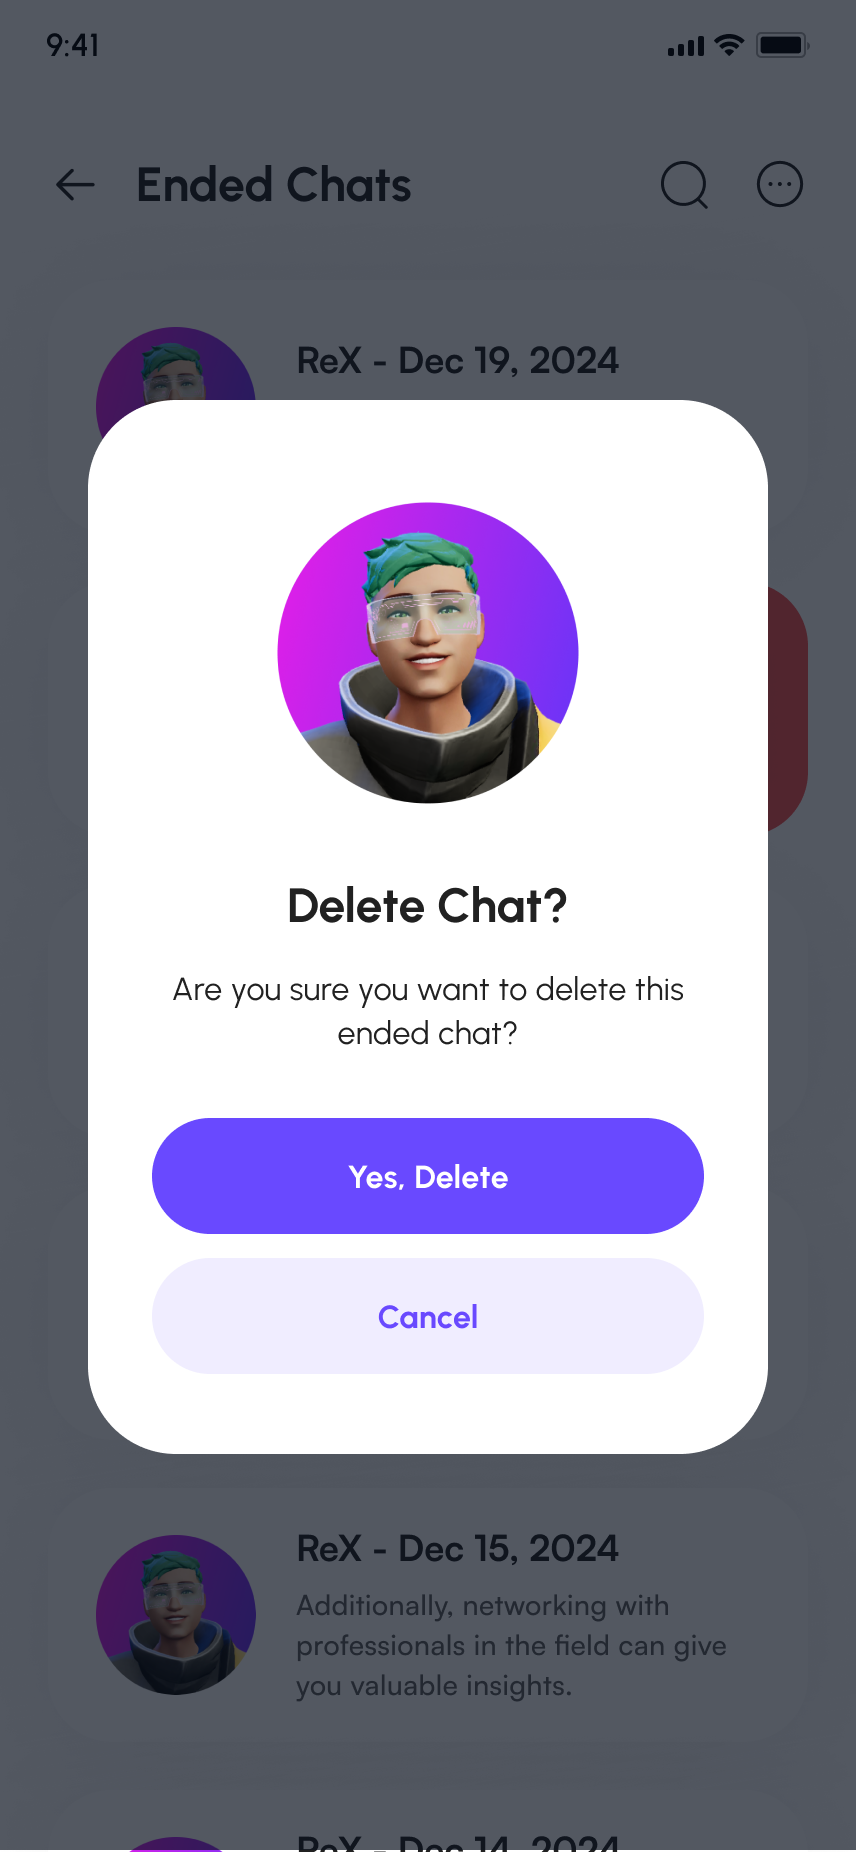 9:41
Ended Chats
ReX - Dec 19, 2024
Delete Chat?
Are you sure you want to delete this
ended chat?
Yes, Delete
Cancel
ReX - Dec 15, 2024
Additionally, networking with
professionals in the field can give
you valuable insights.
ReX - Dec 14, 2024